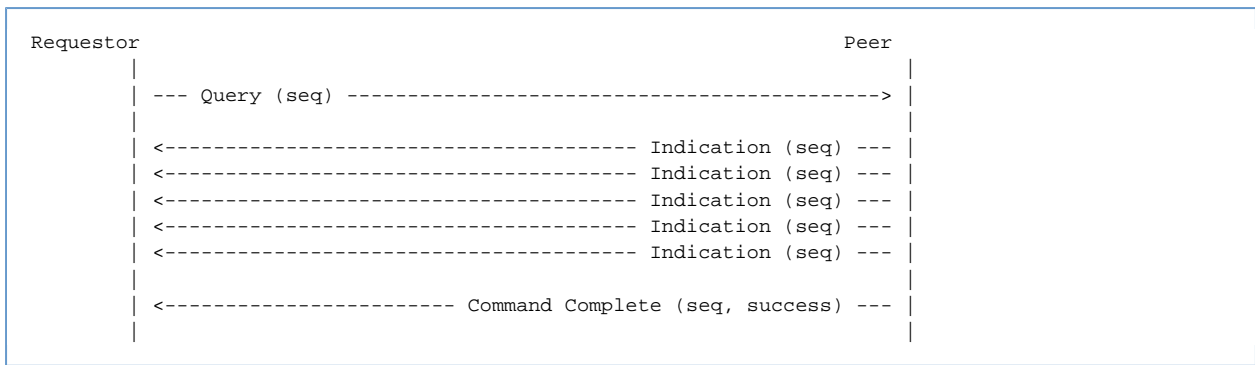 Requestor Peer
| |
| --- Query (seq) --------------------------------------------> |
| |
| <--------------------------------------- Indication (seq) --- |
| <--------------------------------------- Indication (seq) --- |
| <--------------------------------------- Indication (seq) --- |
| <--------------------------------------- Indication (seq) --- |
| <--------------------------------------- Indication (seq) --- |
| |
| <------------------------ Command Complete (seq, success) --- |
| |